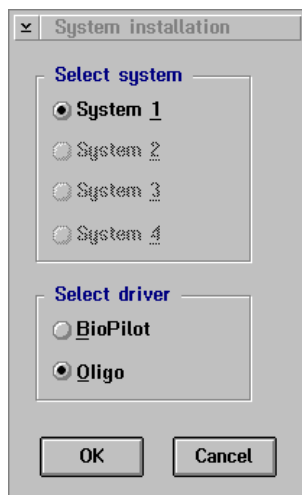 System installation
Select system
System 1
System 2
System 3
System 4
Select driver
BioPilot
Oligo
OK Cancel